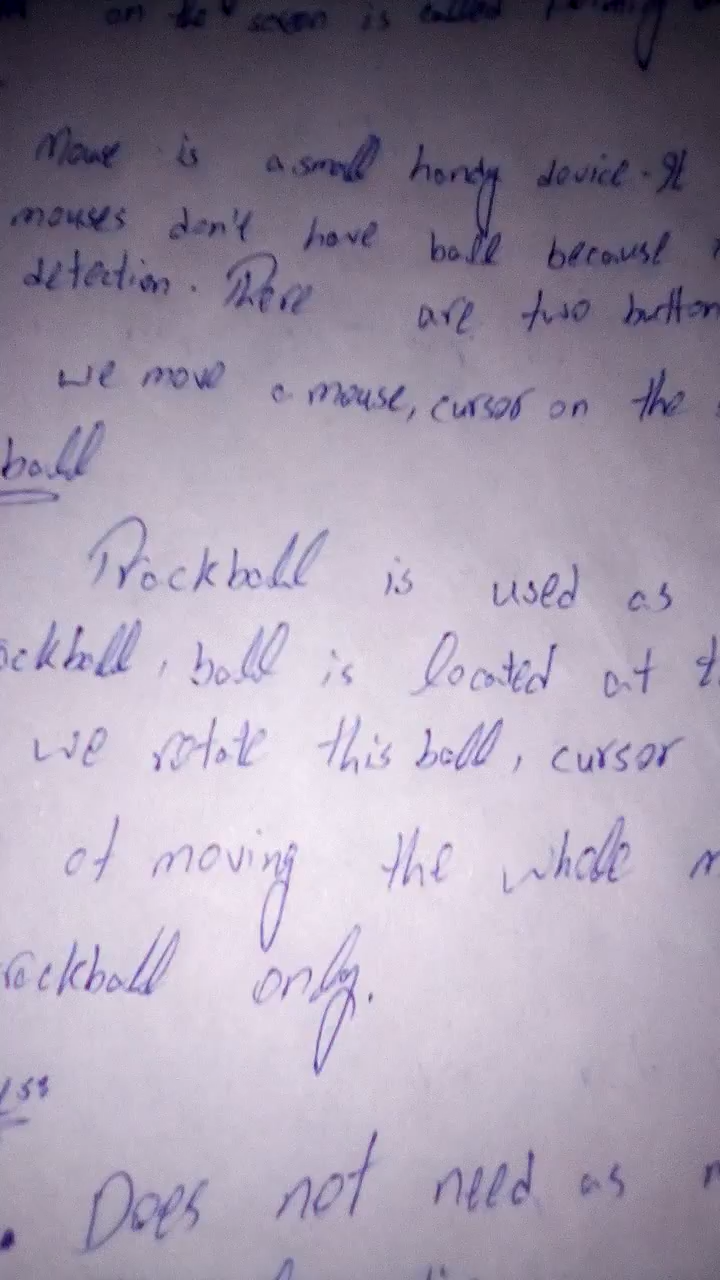 on the screen is called
Mouse is a small handy device. It
mouses don't have ball because
detection. There are two button
we move a mouse, cursor on the
ball
Trackball is used as
ackball, ball is located at t
we rotate this ball, cursor
of moving the whole m
rackball only.
Does not need as